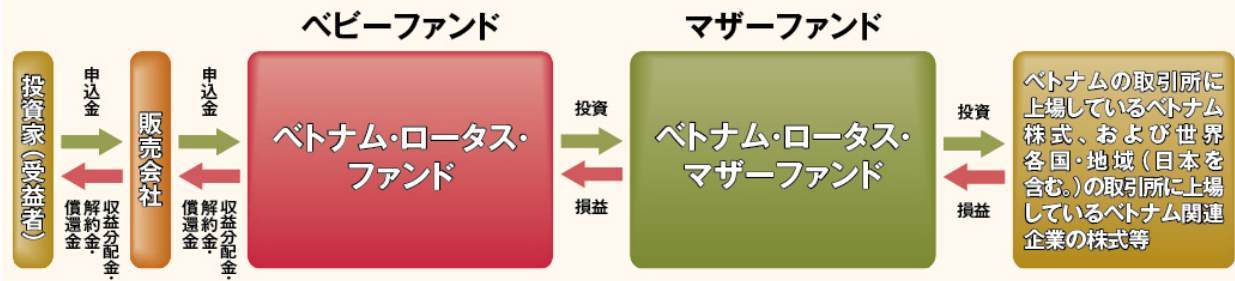 ベビーファンド
マザーファンド
投資家(受益者)
申込金
収益分配金・
解約金・
償還金
販売会社
申込金
収益分配金・
解約金・
償還金
ベトナム・ロータス・
ファンド
投資
損益
ベトナム・ロータス・
マザーファンド
投資
損益
ベトナムの取引所に
上場しているベトナム
株式、および世界
各国・地域(日本を
含む。)の取引所に上場
しているベトナム関連
企業の株式等